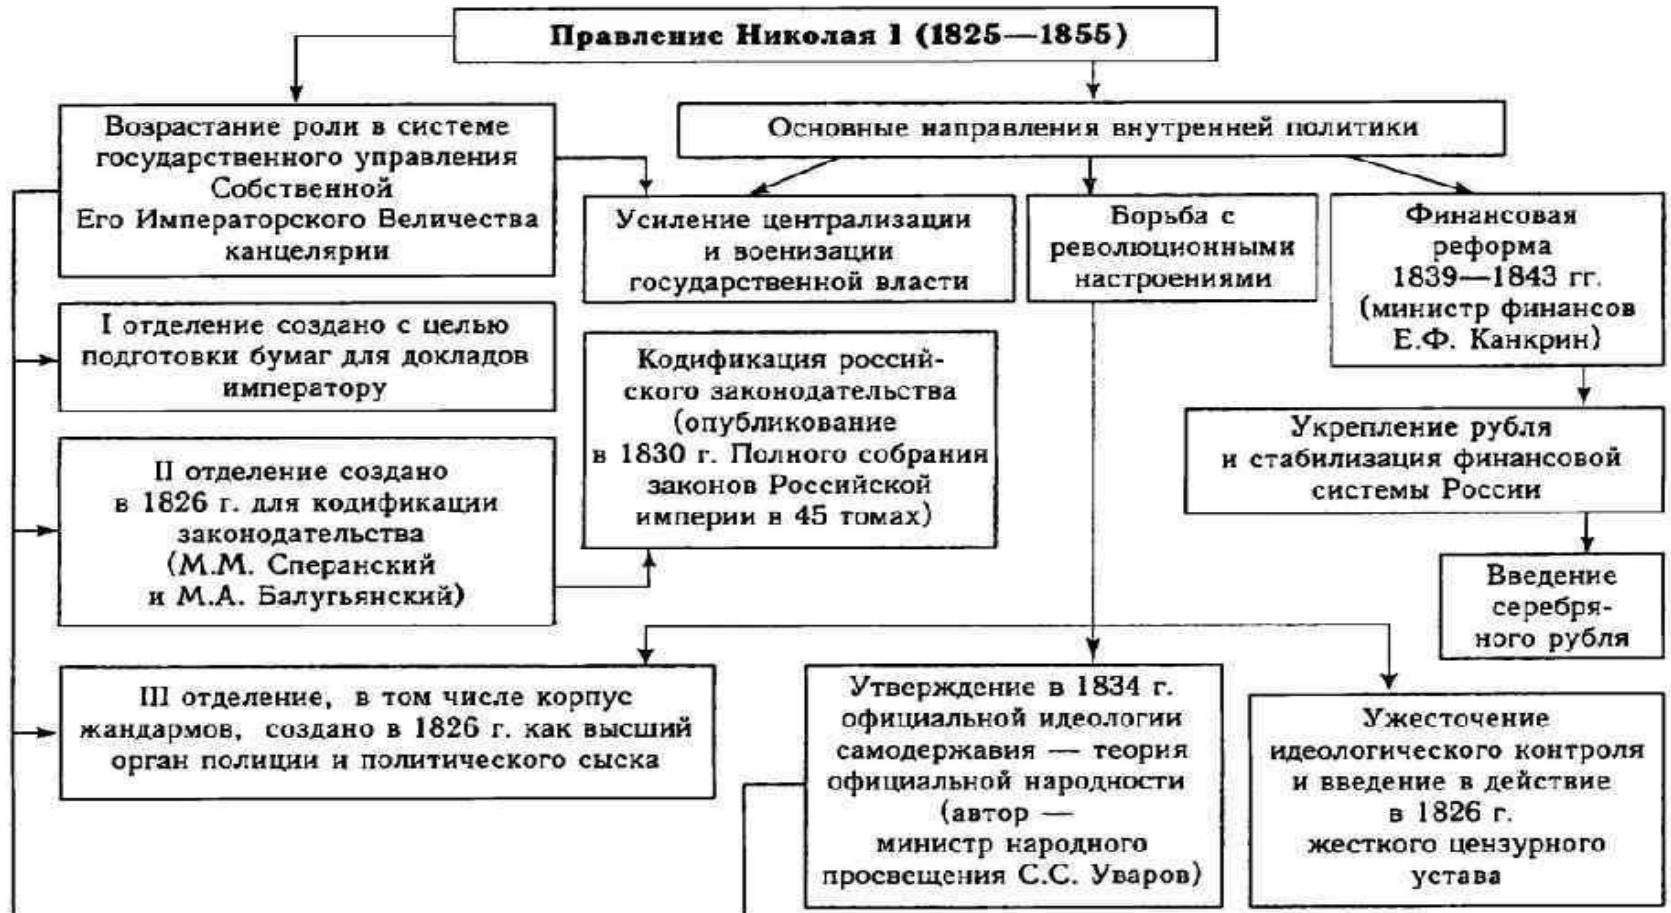 Правление Николая I (1825—1855)
Возрастание роли в системе
государственного управления
Собственной
Его Императорского Величества
канцелярии
Основные направления внутренней политики
Усиление централизации
и военизации
государственной власти
Борьба с
революционными
настроениями
Финансовая
реформа
1839—1843 гг.
(министр финансов
Е.Ф. Канкрин)
I отделение создано с целью
подготовки бумаг для докладов
императору
Кодификация россий-
ского законодательства
(опубликование
в 1830 г. Полного собрания
законов Российской
империи в 45 томах)
Укрепление рубля
и стабилизация финансовой
системы России
II отделение создано
в 1826 г. для кодификации
законодательства
(М.М. Сперанский
и М.А. Балугьянский)
Введение
серебря-
ного рубля
III отделение, в том числе корпус
жандармов, создано в 1826 г. как высший
орган полиции и политического сыска
Утверждение в 1834 г.
официальной идеологии
самодержавия — теория
официальной народности
(автор —
министр народного
просвещения С.С. Уваров)
Ужесточение
идеологического контроля
и введение в действие
в 1826 г.
жесткого цензурного
устава